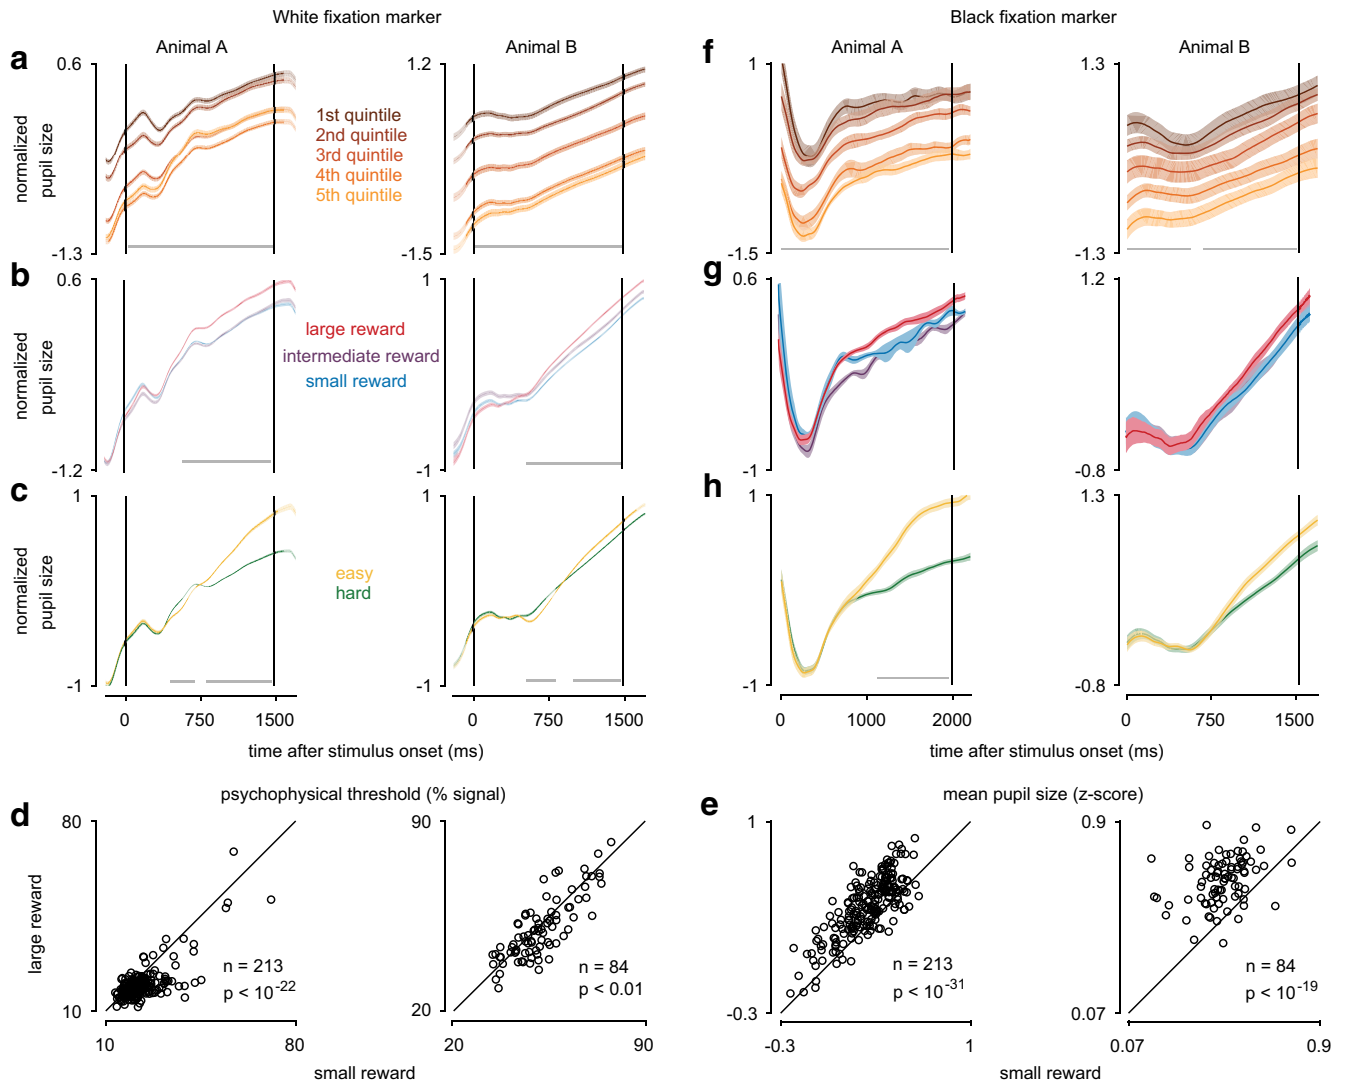 White fixation marker
Black fixation marker
a
Animal A
Animal B
f
Animal A
Animal B
0.6
-1.3
1.2
-1.5
1
-1.5
1.3
-1.3
normalized
pupil size
1st quintile
2nd quintile
3rd quintile
4th quintile
5th quintile
b
g
0.6
-1.2
1
-1
0.6
-1
1.2
-0.8
normalized
pupil size
large reward
intermediate reward
small reward
c
h
1
-1
1
-1
1
-1
1.3
-0.8
normalized
pupil size
easy
hard
0 750 1500
0 750 1500
0 1000 2000
0 750 1500
time after stimulus onset (ms)
time after stimulus onset (ms)
d
psychophysical threshold (% signal)
e
mean pupil size (z-score)
large reward
80
10
n = 213
p < 10-22
10 80
90
20
n = 84
p < 0.01
20 90
small reward
1
-0.3
n = 213
p < 10-31
-0.3 1
0.9
0.07
n = 84
p < 10-19
0.07 0.9
small reward